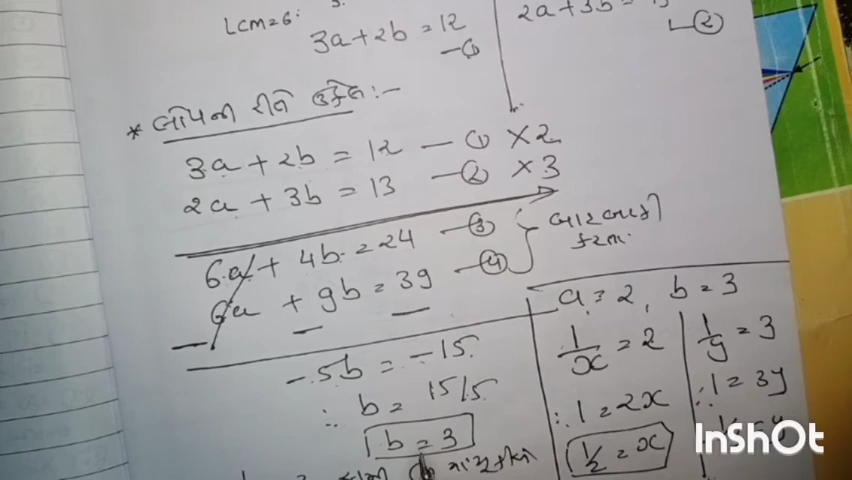 LCM=6
3a+2b = 12 —①
2a+3b = 13 —②
* લોપની રીતે ઉકેલ :-
3a + 2b = 12 — ① ×2
2a + 3b = 13 — ② ×3
6a + 4b = 24 —③
6a + 9b = 39 —④
બાદબાકી
કરતા
-5b = -15
∴ b = 15/5
b = 3
a = 2, b = 3
1/x = 2
∴ 1 = 2x
1/2 = x
1/y = 3
∴ 1 = 3y
InShOt